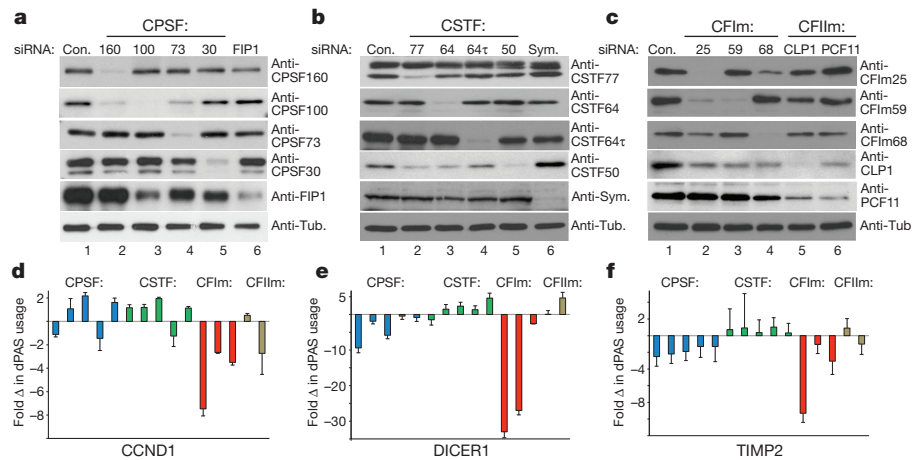 a
CPSF:
siRNA: Con. 160 100 73 30 FIP1
Anti-CPSF160
Anti-CPSF100
Anti-CPSF73
Anti-CPSF30
Anti-FIP1
Anti-Tub.
1 2 3 4 5 6
b
CSTF:
siRNA: Con. 77 64 64τ 50 Sym.
Anti-CSTF77
Anti-CSTF64
Anti-CSTF64τ
Anti-CSTF50
Anti-Sym.
Anti-Tub.
1 2 3 4 5 6
c
CFIm: CFIIm:
siRNA: Con. 25 59 68 CLP1 PCF11
Anti-CFIm25
Anti-CFIm59
Anti-CFIm68
Anti-CLP1
Anti-PCF11
Anti-Tub
1 2 3 4 5 6
d
CPSF: CSTF: CFIm: CFIIm:
Fold Δ in dPAS usage
2
−2
−4
−6
−8
CCND1
e
CPSF: CSTF: CFIm: CFIIm:
Fold Δ in dPAS usage
5
−10
−20
−30
DICER1
f
CPSF: CSTF: CFIm: CFIIm:
Fold Δ in dPAS usage
4
−4
−8
TIMP2